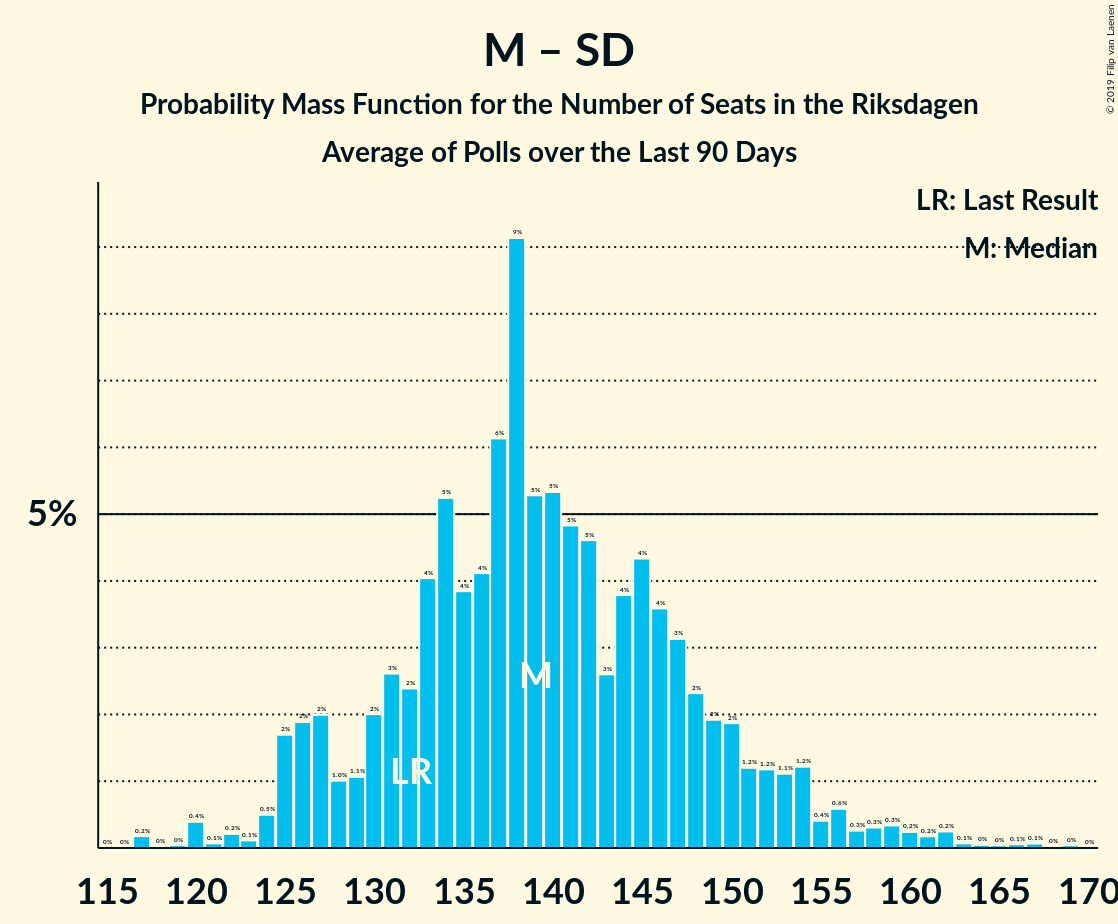 M – SD
Probability Mass Function for the Number of Seats in the Riksdagen
Average of Polls over the Last 90 Days
© 2019 Filip van Laenen
LR: Last Result
M: Median
5%
0% 0% 0.2% 0% 0% 0.4% 0.1% 0.2% 0.1% 0.5% 2% 2% 2% 1.0% 1.1% 2% 3% 2% 4% 5% 4% 4% 6% 9% 5% 5% 5% 5% 3% 4% 4% 4% 3% 2% 2% 2% 1.2% 1.2% 1.1% 1.2% 0.4% 0.6% 0.3% 0.3% 0.3% 0.2% 0.2% 0.2% 0.1% 0% 0% 0.1% 0.1% 0% 0% 0%
M
LR
115 120 125 130 135 140 145 150 155 160 165 170